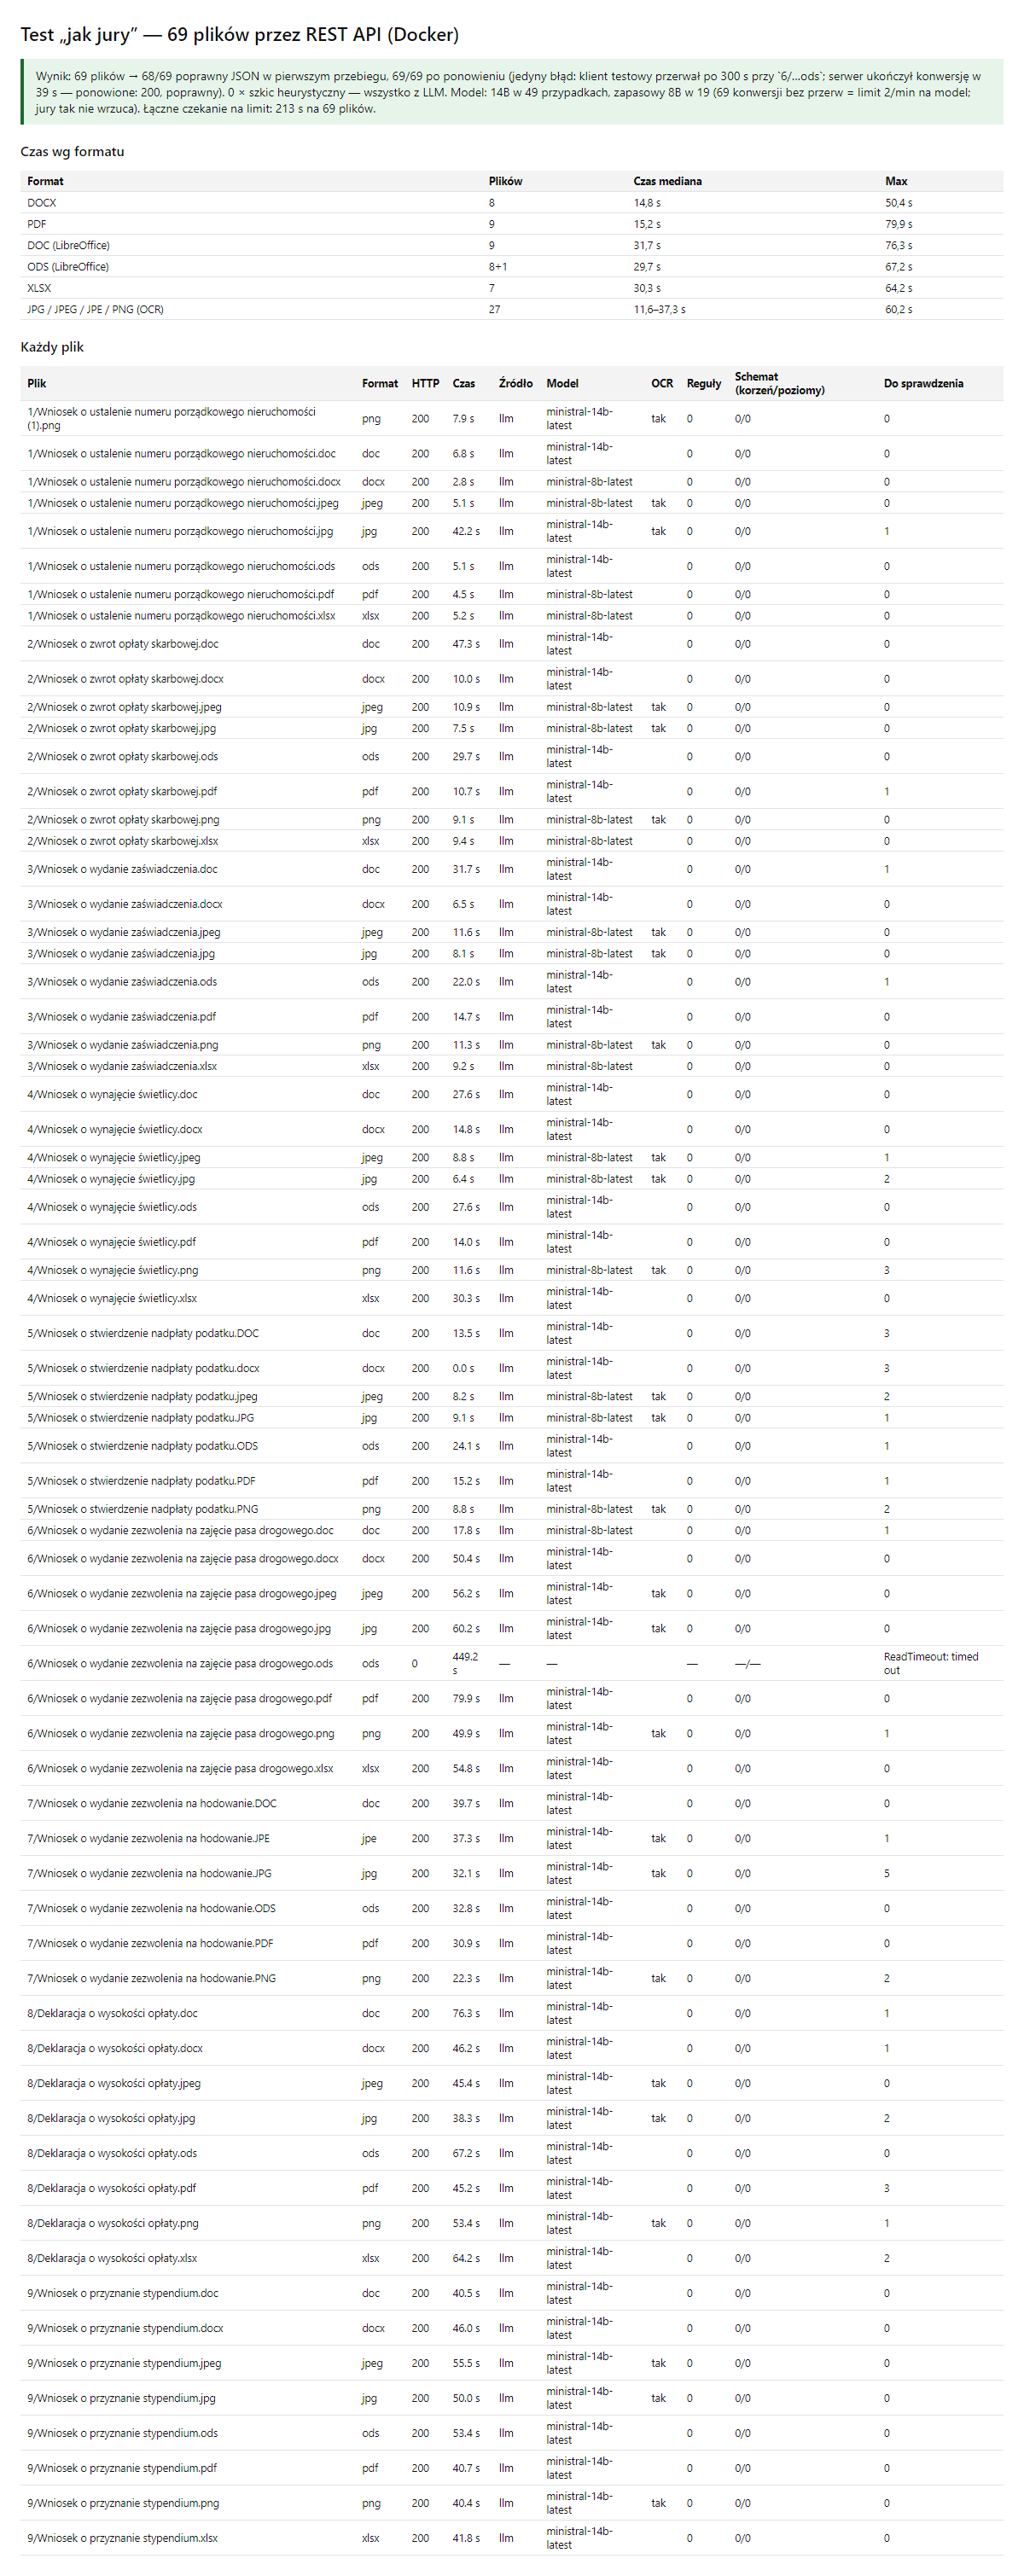 Test „jak jury” — 69 plików przez REST API (Docker)
Wynik: 69 plików → 68/69 poprawny JSON w pierwszym przebiegu, 69/69 po ponowieniu (jedyny błąd: klient testowy przerwał po 300 s przy `6/…ods`; serwer ukończył konwersję w
39 s — ponowione: 200, poprawny). 0 × szkic heurystyczny — wszystko z LLM. Model: 14B w 49 przypadkach, zapasowy 8B w 19 (69 konwersji bez przerw = limit 2/min na model;
jury tak nie wrzuca). Łączne czekanie na limit: 213 s na 69 plików.
Czas wg formatu
Format Plików Czas mediana Max
DOCX 8 14,8 s 50,4 s
PDF 9 15,2 s 79,9 s
DOC (LibreOffice) 9 31,7 s 76,3 s
ODS (LibreOffice) 8+1 29,7 s 67,2 s
XLSX 7 30,3 s 64,2 s
JPG / JPEG / JPE / PNG (OCR) 27 11,6–37,3 s 60,2 s
Każdy plik
Plik Format HTTP Czas Źródło Model OCR Reguły Schemat (korzeń/poziomy) Do sprawdzenia
1/Wniosek o ustalenie numeru porządkowego nieruchomości (1).png png 200 7.9 s llm ministral-14b-latest tak 0 0/0 0
1/Wniosek o ustalenie numeru porządkowego nieruchomości.doc doc 200 6.8 s llm ministral-14b-latest 0 0/0 0
1/Wniosek o ustalenie numeru porządkowego nieruchomości.docx docx 200 2.8 s llm ministral-8b-latest 0 0/0 0
1/Wniosek o ustalenie numeru porządkowego nieruchomości.jpeg jpeg 200 5.1 s llm ministral-8b-latest tak 0 0/0 0
1/Wniosek o ustalenie numeru porządkowego nieruchomości.jpg jpg 200 42.2 s llm ministral-14b-latest tak 0 0/0 1
1/Wniosek o ustalenie numeru porządkowego nieruchomości.ods ods 200 5.1 s llm ministral-14b-latest 0 0/0 0
1/Wniosek o ustalenie numeru porządkowego nieruchomości.pdf pdf 200 4.5 s llm ministral-8b-latest 0 0/0 0
1/Wniosek o ustalenie numeru porządkowego nieruchomości.xlsx xlsx 200 5.2 s llm ministral-8b-latest 0 0/0 0
2/Wniosek o zwrot opłaty skarbowej.doc doc 200 47.3 s llm ministral-14b-latest 0 0/0 0
2/Wniosek o zwrot opłaty skarbowej.docx docx 200 10.0 s llm ministral-14b-latest 0 0/0 0
2/Wniosek o zwrot opłaty skarbowej.jpeg jpeg 200 10.9 s llm ministral-8b-latest tak 0 0/0 0
2/Wniosek o zwrot opłaty skarbowej.jpg jpg 200 7.5 s llm ministral-8b-latest tak 0 0/0 0
2/Wniosek o zwrot opłaty skarbowej.ods ods 200 29.7 s llm ministral-14b-latest 0 0/0 0
2/Wniosek o zwrot opłaty skarbowej.pdf pdf 200 10.7 s llm ministral-14b-latest 0 0/0 1
2/Wniosek o zwrot opłaty skarbowej.png png 200 9.1 s llm ministral-8b-latest tak 0 0/0 0
2/Wniosek o zwrot opłaty skarbowej.xlsx xlsx 200 9.4 s llm ministral-8b-latest 0 0/0 0
3/Wniosek o wydanie zaświadczenia.doc doc 200 31.7 s llm ministral-14b-latest 0 0/0 1
3/Wniosek o wydanie zaświadczenia.docx docx 200 6.5 s llm ministral-14b-latest 0 0/0 0
3/Wniosek o wydanie zaświadczenia.jpeg jpeg 200 11.6 s llm ministral-8b-latest tak 0 0/0 0
3/Wniosek o wydanie zaświadczenia.jpg jpg 200 8.1 s llm ministral-8b-latest tak 0 0/0 0
3/Wniosek o wydanie zaświadczenia.ods ods 200 22.0 s llm ministral-14b-latest 0 0/0 1
3/Wniosek o wydanie zaświadczenia.pdf pdf 200 14.7 s llm ministral-14b-latest 0 0/0 0
3/Wniosek o wydanie zaświadczenia.png png 200 11.3 s llm ministral-8b-latest tak 0 0/0 0
3/Wniosek o wydanie zaświadczenia.xlsx xlsx 200 9.2 s llm ministral-8b-latest 0 0/0 0
4/Wniosek o wynajęcie świetlicy.doc doc 200 27.6 s llm ministral-14b-latest 0 0/0 0
4/Wniosek o wynajęcie świetlicy.docx docx 200 14.8 s llm ministral-14b-latest 0 0/0 0
4/Wniosek o wynajęcie świetlicy.jpeg jpeg 200 8.8 s llm ministral-8b-latest tak 0 0/0 1
4/Wniosek o wynajęcie świetlicy.jpg jpg 200 6.4 s llm ministral-8b-latest tak 0 0/0 2
4/Wniosek o wynajęcie świetlicy.ods ods 200 27.6 s llm ministral-14b-latest 0 0/0 0
4/Wniosek o wynajęcie świetlicy.pdf pdf 200 14.0 s llm ministral-14b-latest 0 0/0 0
4/Wniosek o wynajęcie świetlicy.png png 200 11.6 s llm ministral-8b-latest tak 0 0/0 3
4/Wniosek o wynajęcie świetlicy.xlsx xlsx 200 30.3 s llm ministral-14b-latest 0 0/0 0
5/Wniosek o stwierdzenie nadpłaty podatku.DOC doc 200 13.5 s llm ministral-14b-latest 0 0/0 3
5/Wniosek o stwierdzenie nadpłaty podatku.docx docx 200 0.0 s llm ministral-14b-latest 0 0/0 3
5/Wniosek o stwierdzenie nadpłaty podatku.jpeg jpeg 200 8.2 s llm ministral-8b-latest tak 0 0/0 2
5/Wniosek o stwierdzenie nadpłaty podatku.JPG jpg 200 9.1 s llm ministral-8b-latest tak 0 0/0 1
5/Wniosek o stwierdzenie nadpłaty podatku.ODS ods 200 24.1 s llm ministral-14b-latest 0 0/0 1
5/Wniosek o stwierdzenie nadpłaty podatku.PDF pdf 200 15.2 s llm ministral-14b-latest 0 0/0 1
5/Wniosek o stwierdzenie nadpłaty podatku.PNG png 200 8.8 s llm ministral-8b-latest tak 0 0/0 2
6/Wniosek o wydanie zezwolenia na zajęcie pasa drogowego.doc doc 200 17.8 s llm ministral-8b-latest 0 0/0 1
6/Wniosek o wydanie zezwolenia na zajęcie pasa drogowego.docx docx 200 50.4 s llm ministral-14b-latest 0 0/0 0
6/Wniosek o wydanie zezwolenia na zajęcie pasa drogowego.jpeg jpeg 200 56.2 s llm ministral-14b-latest tak 0 0/0 0
6/Wniosek o wydanie zezwolenia na zajęcie pasa drogowego.jpg jpg 200 60.2 s llm ministral-14b-latest tak 0 0/0 0
6/Wniosek o wydanie zezwolenia na zajęcie pasa drogowego.ods ods 0 449.2 s — — — —/— ReadTimeout: timed out
6/Wniosek o wydanie zezwolenia na zajęcie pasa drogowego.pdf pdf 200 79.9 s llm ministral-14b-latest 0 0/0 0
6/Wniosek o wydanie zezwolenia na zajęcie pasa drogowego.png png 200 49.9 s llm ministral-14b-latest tak 0 0/0 1
6/Wniosek o wydanie zezwolenia na zajęcie pasa drogowego.xlsx xlsx 200 54.8 s llm ministral-14b-latest 0 0/0 0
7/Wniosek o wydanie zezwolenia na hodowanie.DOC doc 200 39.7 s llm ministral-14b-latest 0 0/0 0
7/Wniosek o wydanie zezwolenia na hodowanie.JPE jpe 200 37.3 s llm ministral-14b-latest tak 0 0/0 1
7/Wniosek o wydanie zezwolenia na hodowanie.JPG jpg 200 32.1 s llm ministral-14b-latest tak 0 0/0 5
7/Wniosek o wydanie zezwolenia na hodowanie.ODS ods 200 32.8 s llm ministral-14b-latest 0 0/0 0
7/Wniosek o wydanie zezwolenia na hodowanie.PDF pdf 200 30.9 s llm ministral-14b-latest 0 0/0 0
7/Wniosek o wydanie zezwolenia na hodowanie.PNG png 200 22.3 s llm ministral-14b-latest tak 0 0/0 2
8/Deklaracja o wysokości opłaty.doc doc 200 76.3 s llm ministral-14b-latest 0 0/0 1
8/Deklaracja o wysokości opłaty.docx docx 200 46.2 s llm ministral-14b-latest 0 0/0 1
8/Deklaracja o wysokości opłaty.jpeg jpeg 200 45.4 s llm ministral-14b-latest tak 0 0/0 0
8/Deklaracja o wysokości opłaty.jpg jpg 200 38.3 s llm ministral-14b-latest tak 0 0/0 2
8/Deklaracja o wysokości opłaty.ods ods 200 67.2 s llm ministral-14b-latest 0 0/0 0
8/Deklaracja o wysokości opłaty.pdf pdf 200 45.2 s llm ministral-14b-latest 0 0/0 3
8/Deklaracja o wysokości opłaty.png png 200 53.4 s llm ministral-14b-latest tak 0 0/0 1
8/Deklaracja o wysokości opłaty.xlsx xlsx 200 64.2 s llm ministral-14b-latest 0 0/0 2
9/Wniosek o przyznanie stypendium.doc doc 200 40.5 s llm ministral-14b-latest 0 0/0 0
9/Wniosek o przyznanie stypendium.docx docx 200 46.0 s llm ministral-14b-latest 0 0/0 0
9/Wniosek o przyznanie stypendium.jpeg jpeg 200 55.5 s llm ministral-14b-latest tak 0 0/0 0
9/Wniosek o przyznanie stypendium.jpg jpg 200 50.0 s llm ministral-14b-latest tak 0 0/0 0
9/Wniosek o przyznanie stypendium.ods ods 200 53.4 s llm ministral-14b-latest 0 0/0 0
9/Wniosek o przyznanie stypendium.pdf pdf 200 40.7 s llm ministral-14b-latest 0 0/0 0
9/Wniosek o przyznanie stypendium.png png 200 40.4 s llm ministral-14b-latest tak 0 0/0 0
9/Wniosek o przyznanie stypendium.xlsx xlsx 200 41.8 s llm ministral-14b-latest 0 0/0 0